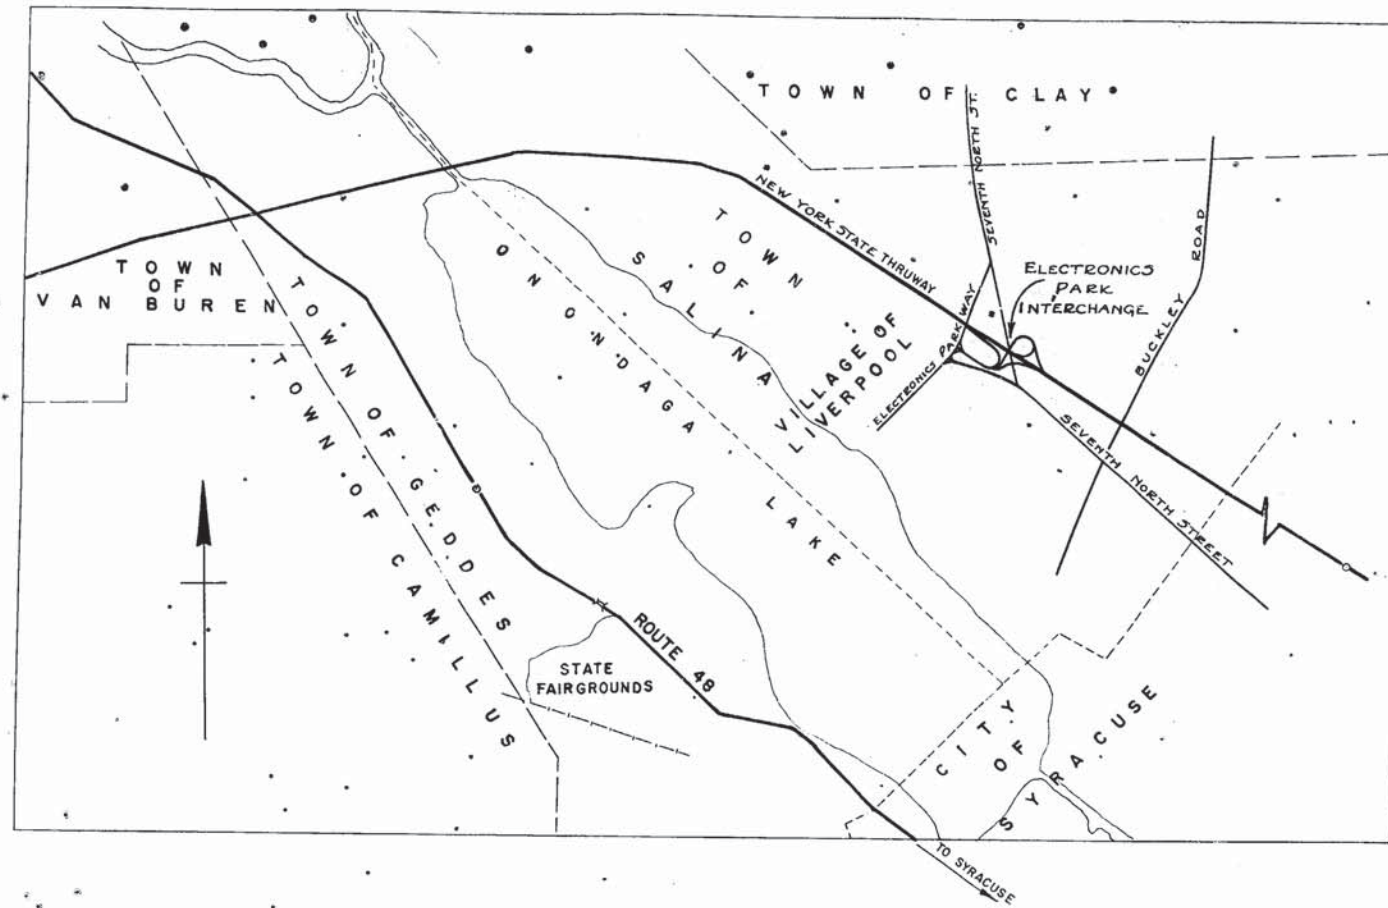 TOWN OF CLAY
SEVENTH NORTH ST.
NEW YORK STATE THRUWAY
ROAD
BUCKLEY
ELECTRONICS
PARK
INTERCHANGE
TOWN
OF
SALINA
TOWN
OF
VAN BUREN
ONONDAGA
LAKE
VILLAGE OF
LIVERPOOL
ELECTRONICS PARKWAY
TOWN OF GEDDES
TOWN OF CAMILLUS
SEVENTH NORTH STREET
ROUTE 48
STATE
FAIRGROUNDS
CITY
OF
SYRACUSE
TO SYRACUSE